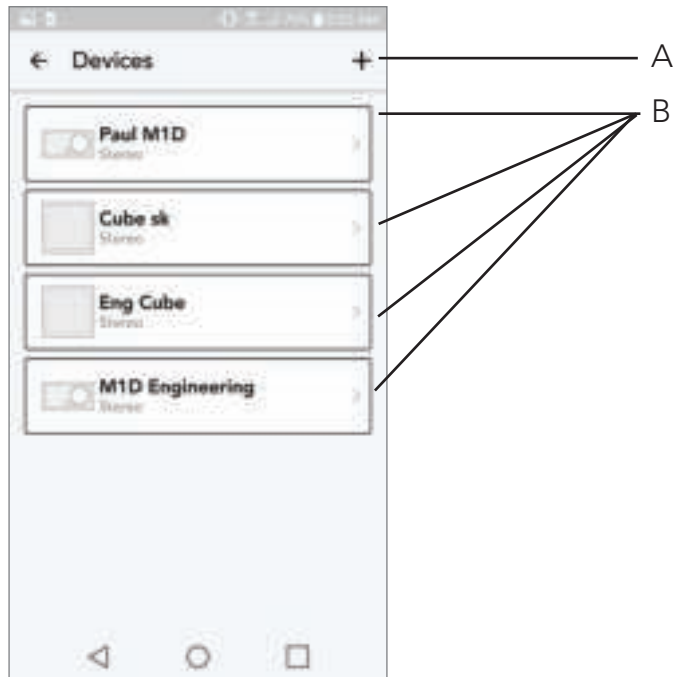 Devices
+
A
B
Paul M1D
Stereo
Cube sk
Stereo
Eng Cube
Stereo
M1D Engineering
Stereo